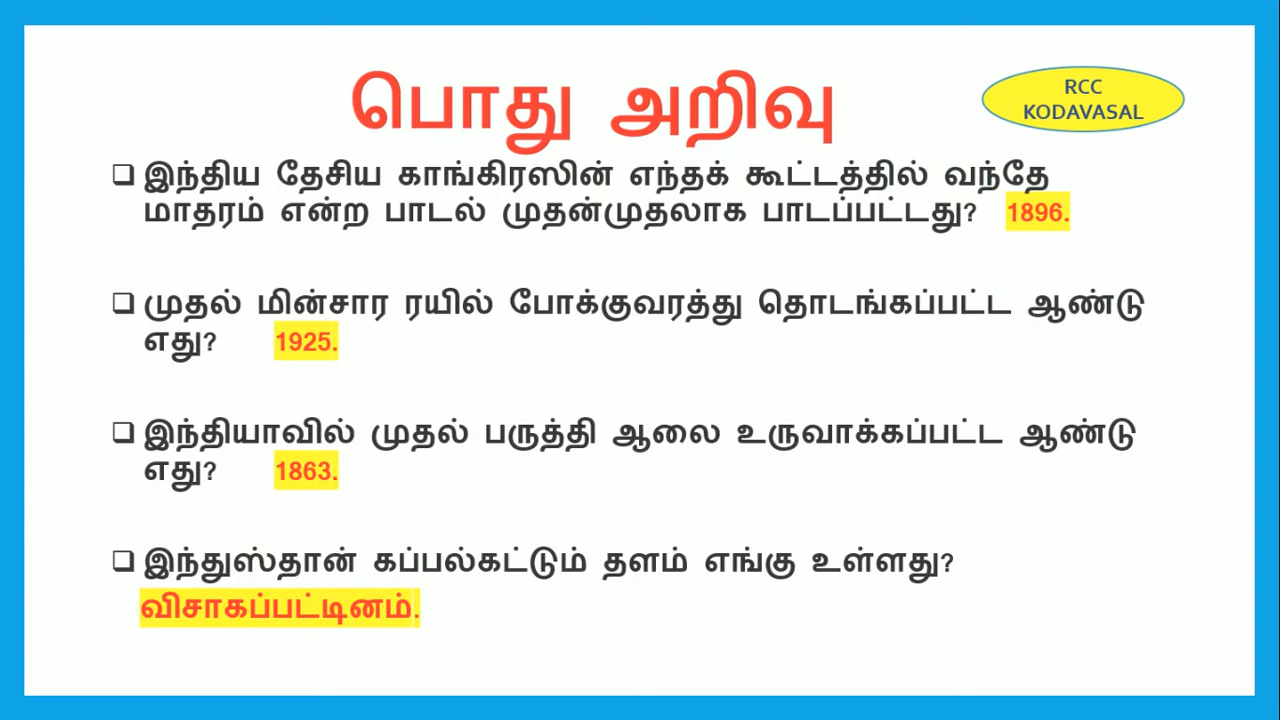 பொது அறிவு
RCC
KODAVASAL
❑ இந்திய தேசிய காங்கிரஸின் எந்தக் கூட்டத்தில் வந்தே
மாதரம் என்ற பாடல் முதன்முதலாக பாடப்பட்டது? 1896.
❑ முதல் மின்சார ரயில் போக்குவரத்து தொடங்கப்பட்ட ஆண்டு
எது? 1925.
❑ இந்தியாவில் முதல் பருத்தி ஆலை உருவாக்கப்பட்ட ஆண்டு
எது? 1863.
❑ இந்துஸ்தான் கப்பல்கட்டும் தளம் எங்கு உள்ளது?
விசாகப்பட்டினம்.